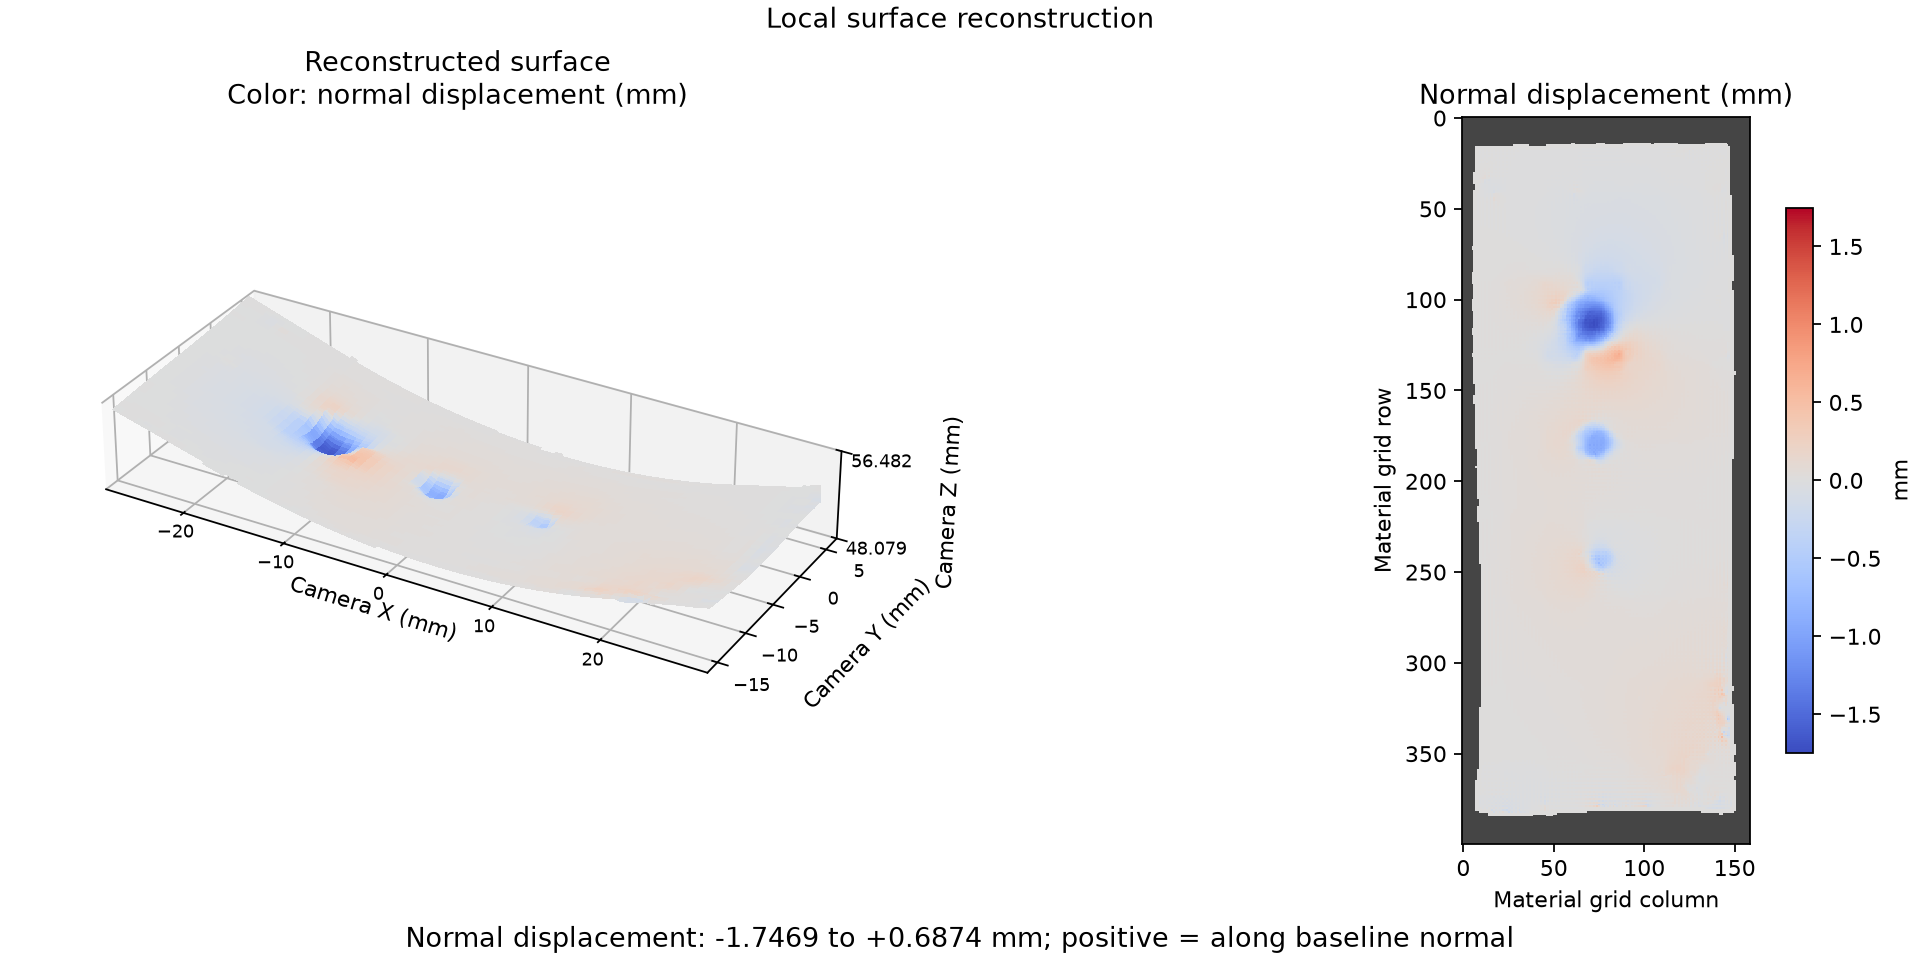 Local surface reconstruction
Reconstructed surface
Color: normal displacement (mm)
56.482
48.079
Camera Z (mm)
−20
−10
0
10
20
Camera X (mm)
5
0
−5
−10
−15
Camera Y (mm)
Normal displacement (mm)
0
50
100
150
200
250
300
350
Material grid row
0
50
100
150
Material grid column
1.5
1.0
0.5
0.0
−0.5
−1.0
−1.5
mm
Normal displacement: -1.7469 to +0.6874 mm; positive = along baseline normal